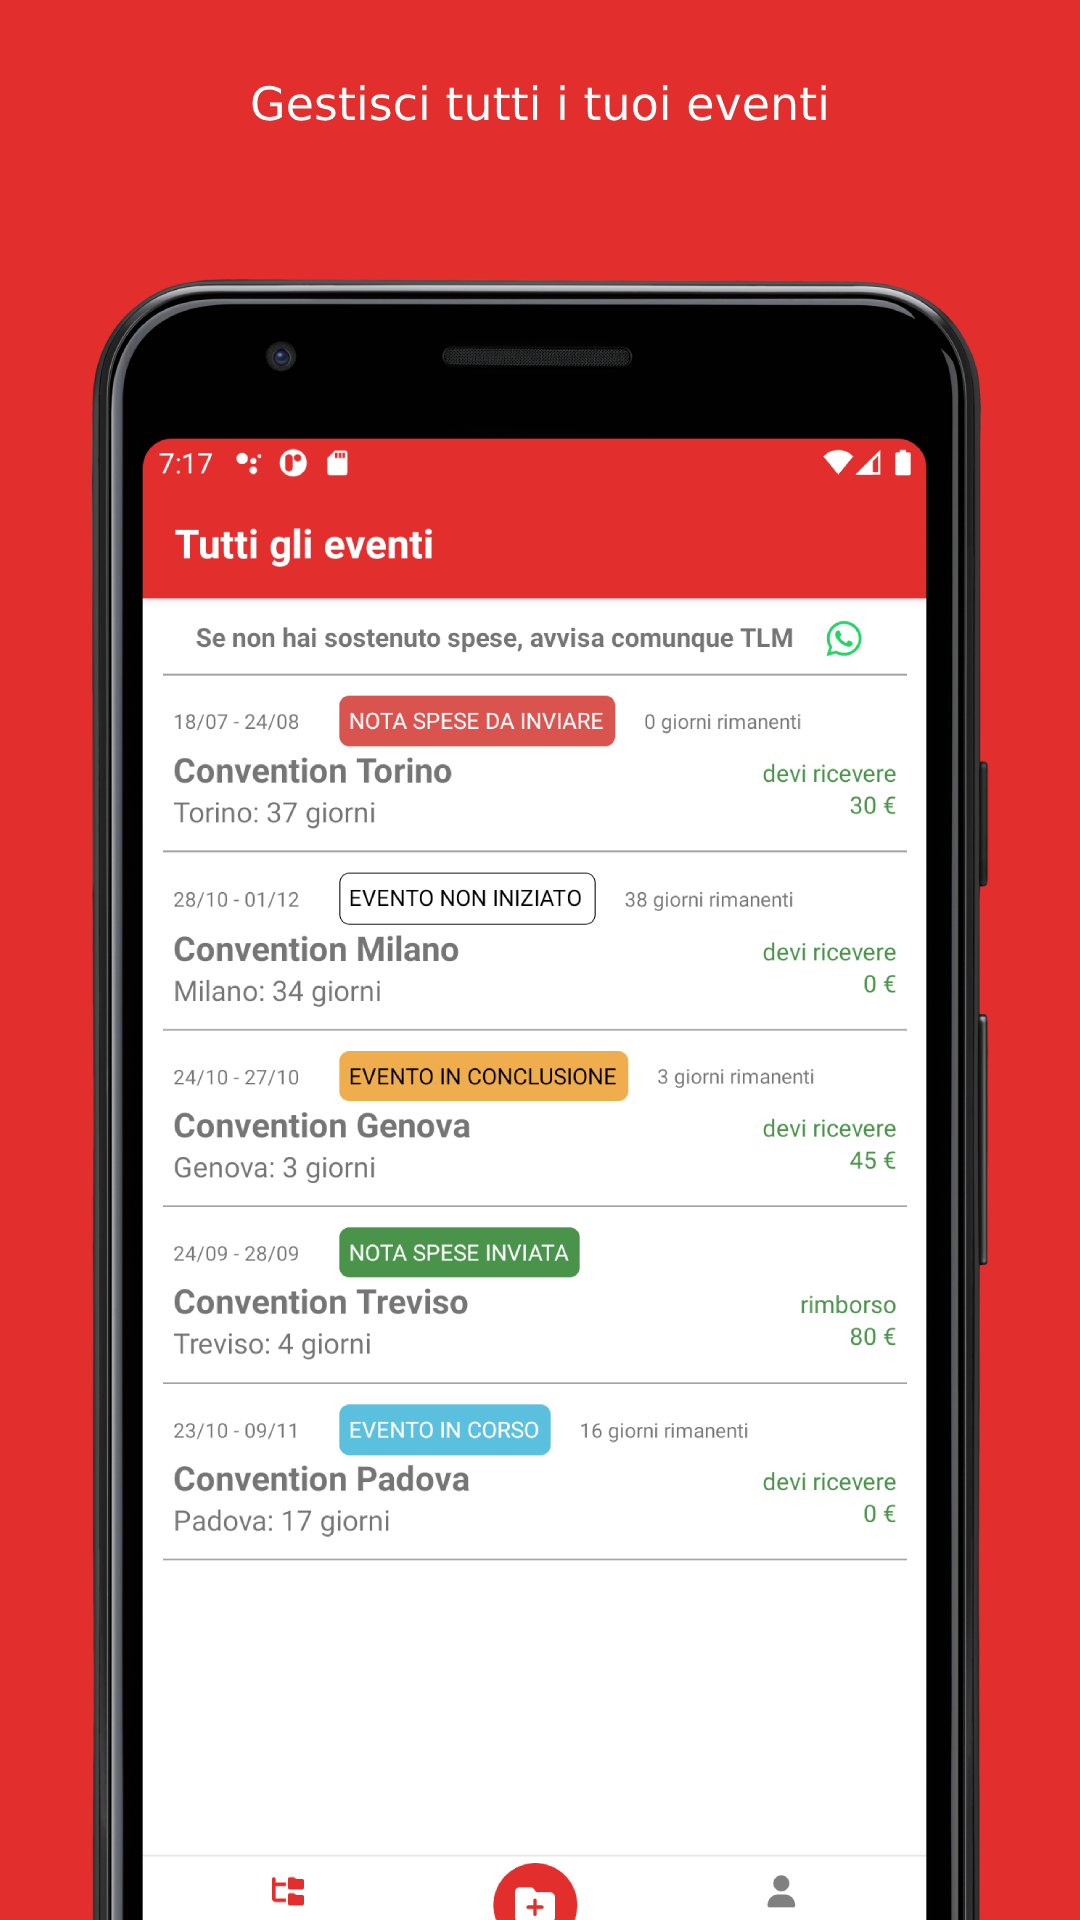 Gestisci tutti i tuoi eventi
7:17
Tutti gli eventi
Se non hai sostenuto spese, avvisa comunque TLM
18/07 - 24/08 NOTA SPESE DA INVIARE 0 giorni rimanenti
Convention Torino devi ricevere
Torino: 37 giorni 30 €
28/10 - 01/12 EVENTO NON INIZIATO 38 giorni rimanenti
Convention Milano devi ricevere
Milano: 34 giorni 0 €
24/10 - 27/10 EVENTO IN CONCLUSIONE 3 giorni rimanenti
Convention Genova devi ricevere
Genova: 3 giorni 45 €
24/09 - 28/09 NOTA SPESE INVIATA
Convention Treviso rimborso
Treviso: 4 giorni 80 €
23/10 - 09/11 EVENTO IN CORSO 16 giorni rimanenti
Convention Padova devi ricevere
Padova: 17 giorni 0 €